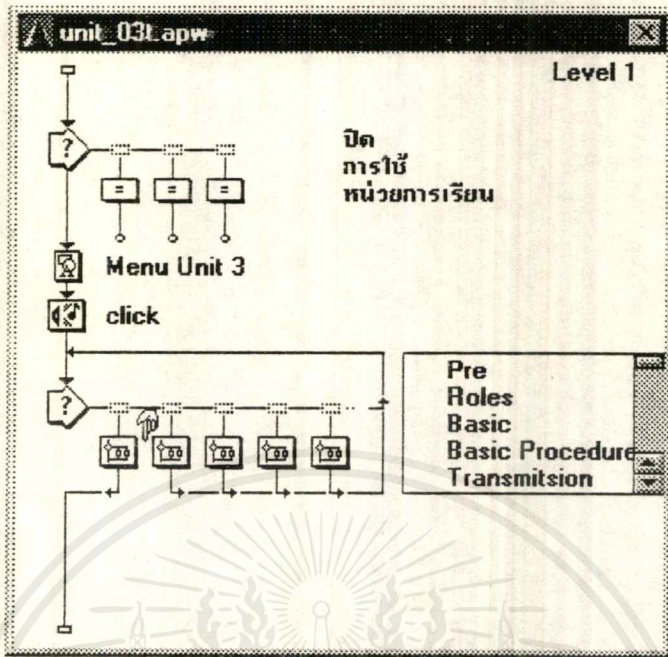 unit_03t.apw
Level 1
?
ปิด
การใช้
หน่วยการเรียน
= = =
Menu Unit 3
click
?
Pre
Roles
Basic
Basic Procedure
Transmitsion